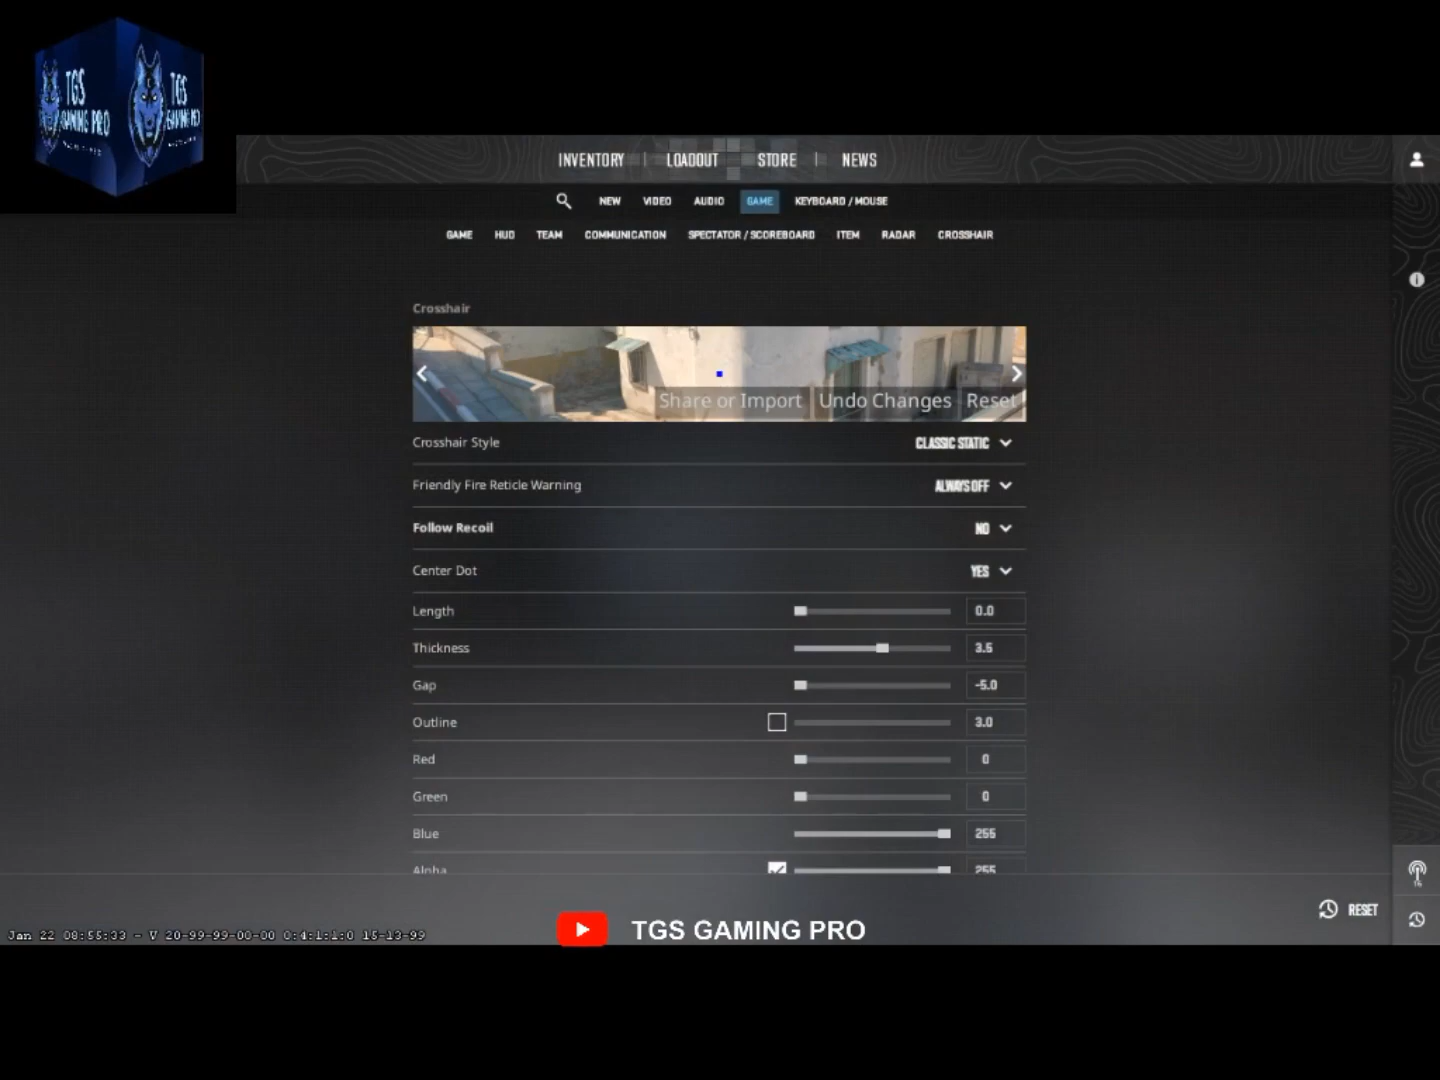 TGS
GAMING PRO
TGS
GAMING PRO
INVENTORY | LOADOUT STORE | NEWS
NEW VIDEO AUDIO GAME KEYBOARD / MOUSE
GAME HUD TEAM COMMUNICATION SPECTATOR / SCOREBOARD ITEM RADAR CROSSHAIR
Crosshair
Share or Import Undo Changes Reset
Crosshair Style CLASSIC STATIC
Friendly Fire Reticle Warning ALWAYS OFF
Follow Recoil NO
Center Dot YES
Length 0.0
Thickness 3.5
Gap -5.0
Outline 3.0
Red 0
Green 0
Blue 255
Alpha 255
RESET
TGS GAMING PRO
Jan 22 08:55:33 - V 20-99-99-00-00 0:4:1:1:0 15-13-99